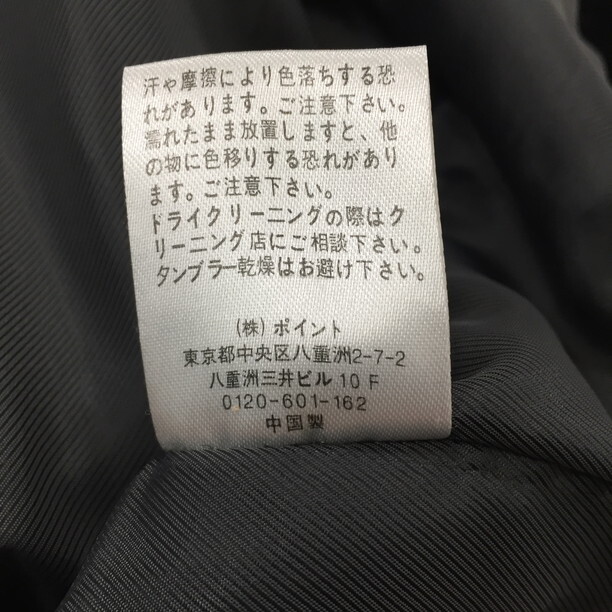 汗や摩擦により色落ちする恐
れがあります。ご注意下さい。
濡れたまま放置しますと、他
の物に色移りする恐れがあり
ます。ご注意下さい。
ドライクリーニングの際はク
リーニング店にご相談下さい。
タンブラー乾燥はお避け下さい。
(株) ポイント
東京都中央区八重洲2-7-2
八重洲三井ビル 10 F
0120-601-162
中国製